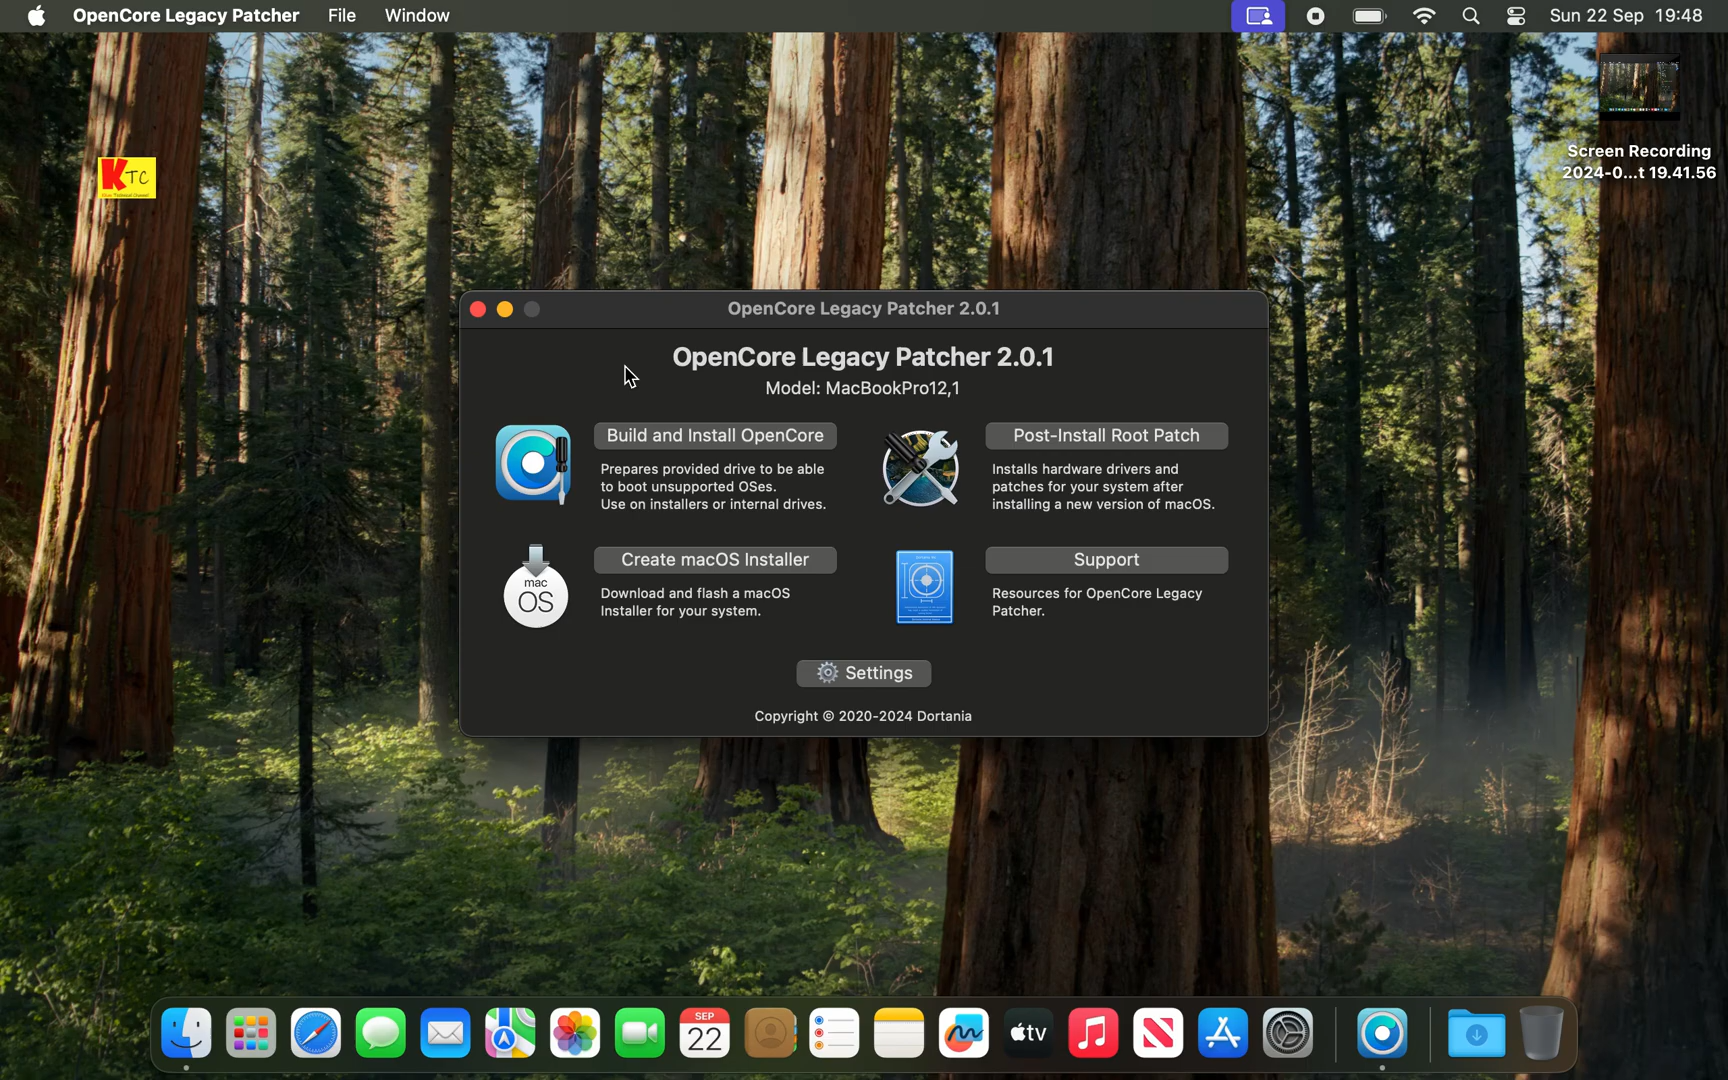 OpenCore Legacy Patcher File Window Sun 22 Sep 19:48
KTC
Screen Recording
2024-0...t 19.41.56
OpenCore Legacy Patcher 2.0.1
OpenCore Legacy Patcher 2.0.1
Model: MacBookPro12,1
Build and Install OpenCore
Prepares provided drive to be able
to boot unsupported OSes.
Use on installers or internal drives.
Post-Install Root Patch
Installs hardware drivers and
patches for your system after
installing a new version of macOS.
mac
OS
Create macOS Installer
Download and flash a macOS
Installer for your system.
Support
Resources for OpenCore Legacy
Patcher.
Settings
Copyright © 2020-2024 Dortania
SEP
22
tv